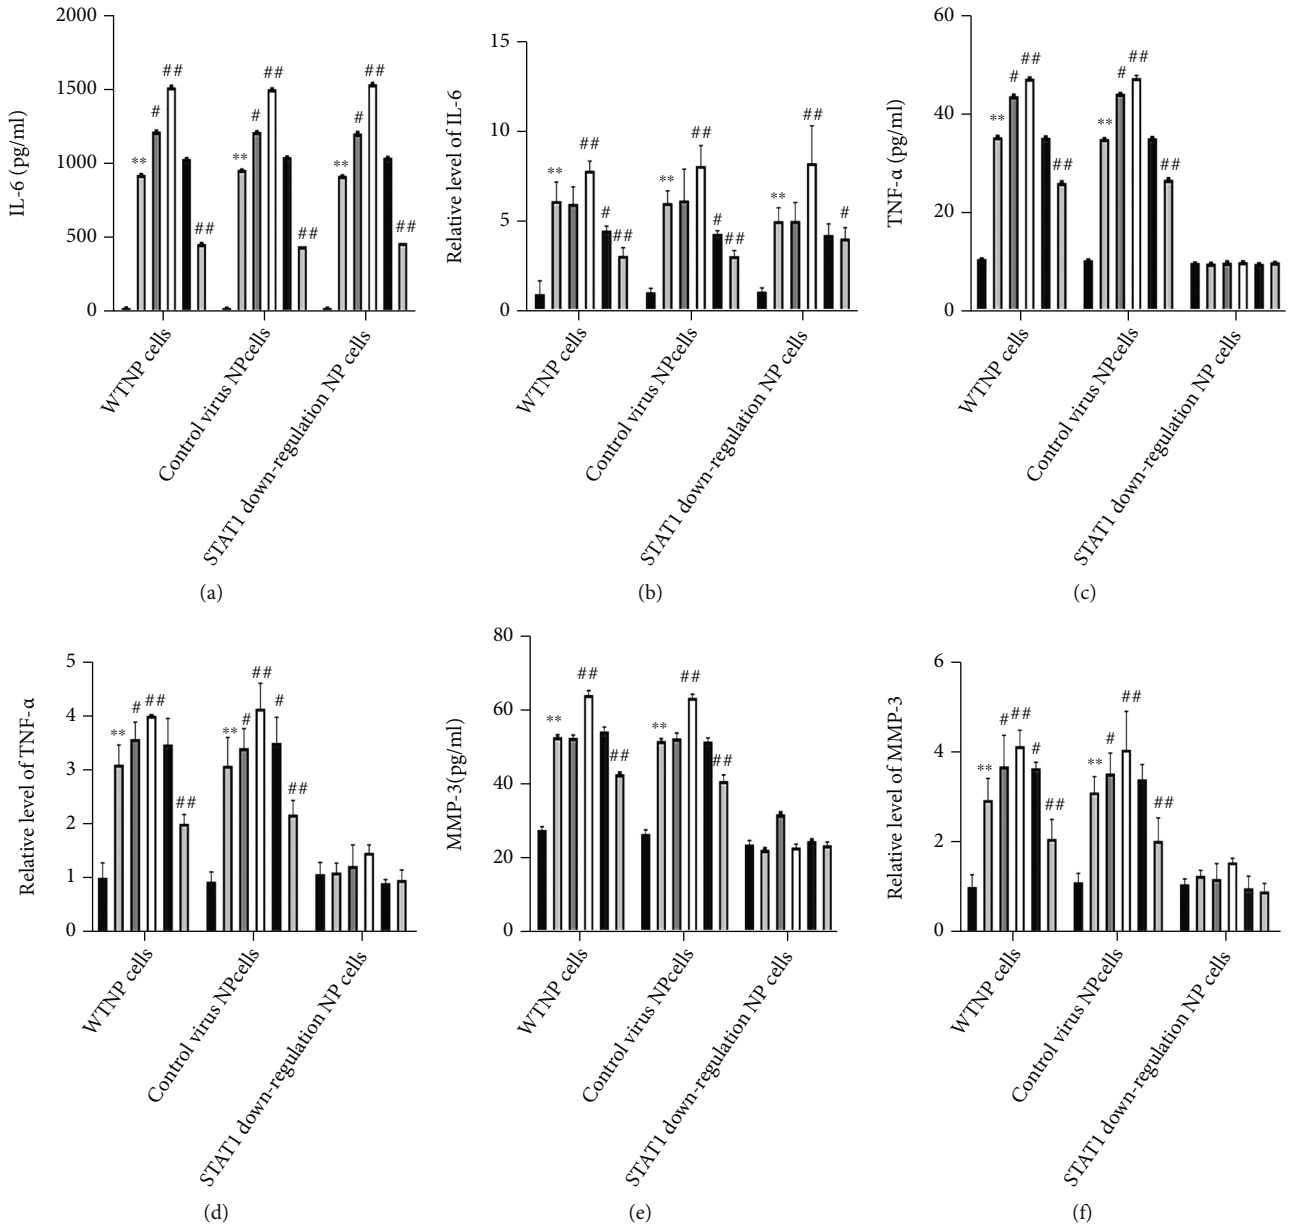 IL-6 (pg/ml)
2000
1500
1000
500
0
** # ## ##
** # ## ##
** # ## ##
WTNP cells
Control virus NPcells
STAT1 down-regulation NP cells
(a)
Relative level of IL-6
15
10
5
0
** ## # ##
** ## # ##
** ## #
WTNP cells
Control virus NPcells
STAT1 down-regulation NP cells
(b)
TNF-α (pg/ml)
60
40
20
0
** # ## ##
** # ## ##
WTNP cells
Control virus NPcells
STAT1 down-regulation NP cells
(c)
Relative level of TNF-α
5
4
3
2
1
0
** # ## ##
** # ## # ##
WTNP cells
Control virus NPcells
STAT1 down-regulation NP cells
(d)
MMP-3(pg/ml)
80
60
40
20
0
** ## ##
** ## ##
WTNP cells
Control virus NPcells
STAT1 down-regulation NP cells
(e)
Relative level of MMP-3
6
4
2
0
** # ## # ##
** # ## ##
WTNP cells
Control virus NPcells
STAT1 down-regulation NP cells
(f)